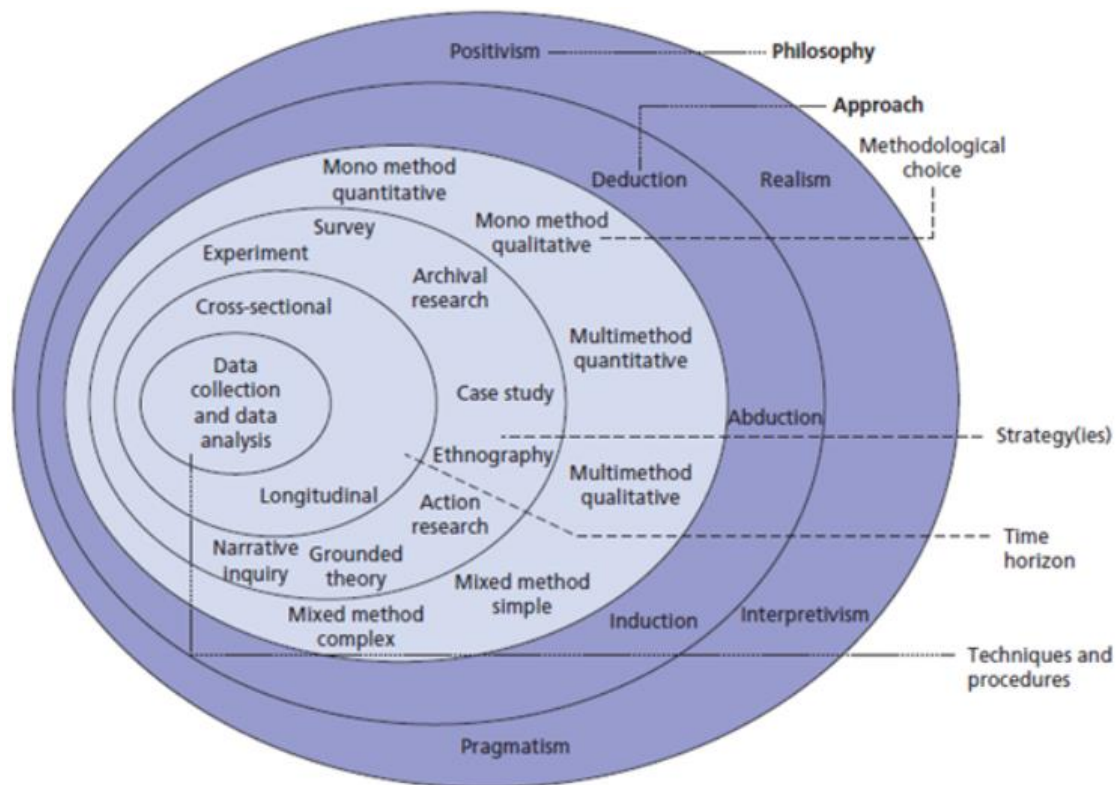 Positivism
Philosophy
Approach
Methodological
choice
Mono method
quantitative
Deduction
Realism
Survey
Mono method
qualitative
Experiment
Archival
research
Cross-sectional
Multimethod
quantitative
Data
collection
and data
analysis
Case study
Abduction
Strategy(ies)
Ethnography
Multimethod
qualitative
Longitudinal
Action
research
Time
horizon
Narrative
inquiry
Grounded
theory
Mixed method
simple
Mixed method
complex
Induction
Interpretivism
Techniques and
procedures
Pragmatism